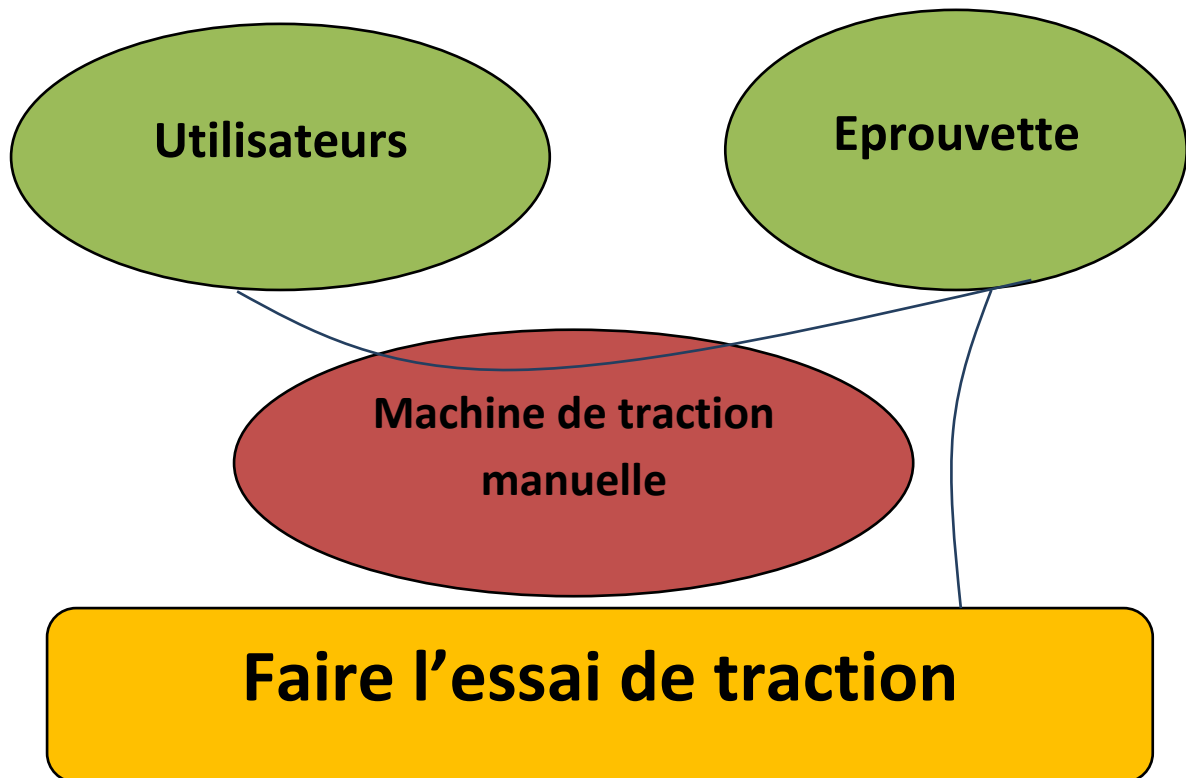 Utilisateurs
Eprouvette
Machine de traction
manuelle
Faire l’essai de traction